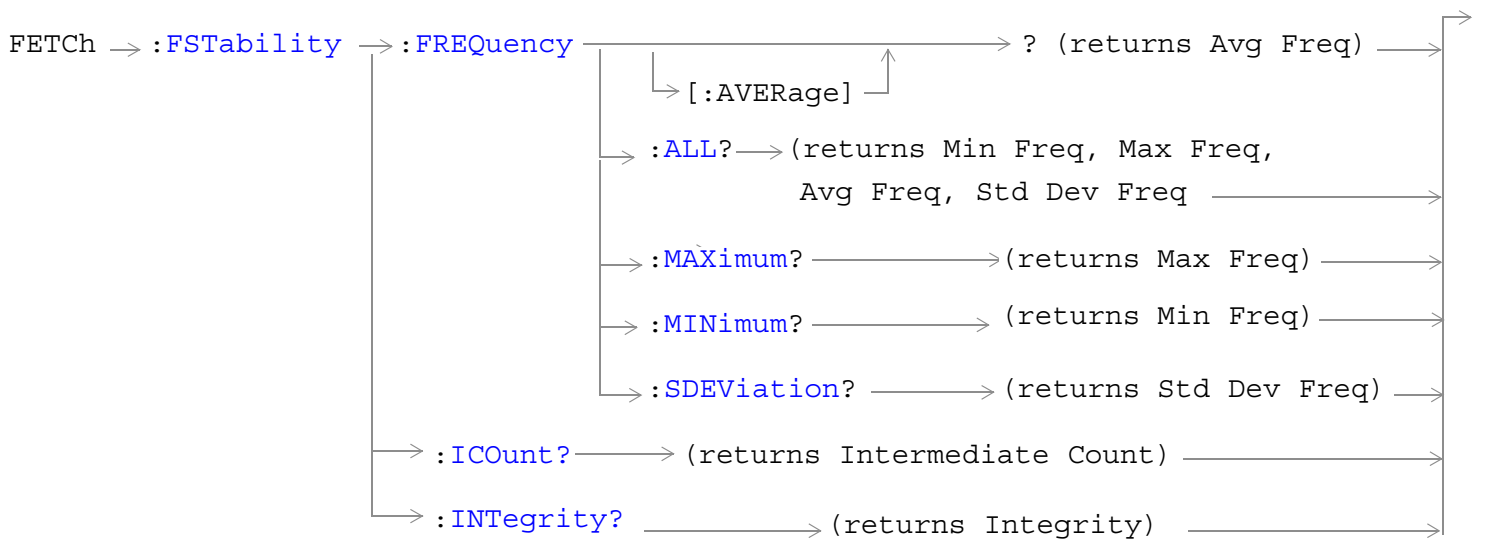 FETCh :FSTability :FREQuency ? (returns Avg Freq)
[:AVERage]
:ALL? (returns Min Freq, Max Freq,
Avg Freq, Std Dev Freq
:MAXimum? (returns Max Freq)
:MINimum? (returns Min Freq)
:SDEViation? (returns Std Dev Freq)
:ICOunt? (returns Intermediate Count)
:INTegrity? (returns Integrity)